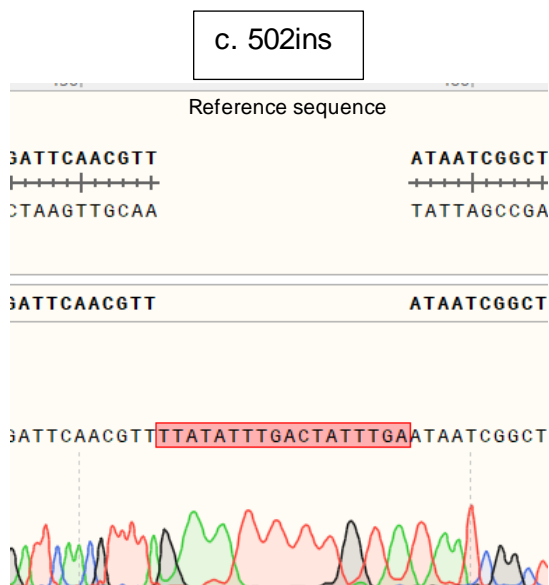 c. 502ins
Reference sequence
GATTCAACGTT ATAATCGGCT
CTAAGTTGCAA TATTAGCCGA
GATTCAACGTT ATAATCGGCT
GATTCAACGTTTTATATTTGACTATTTGAATAATCGGCT